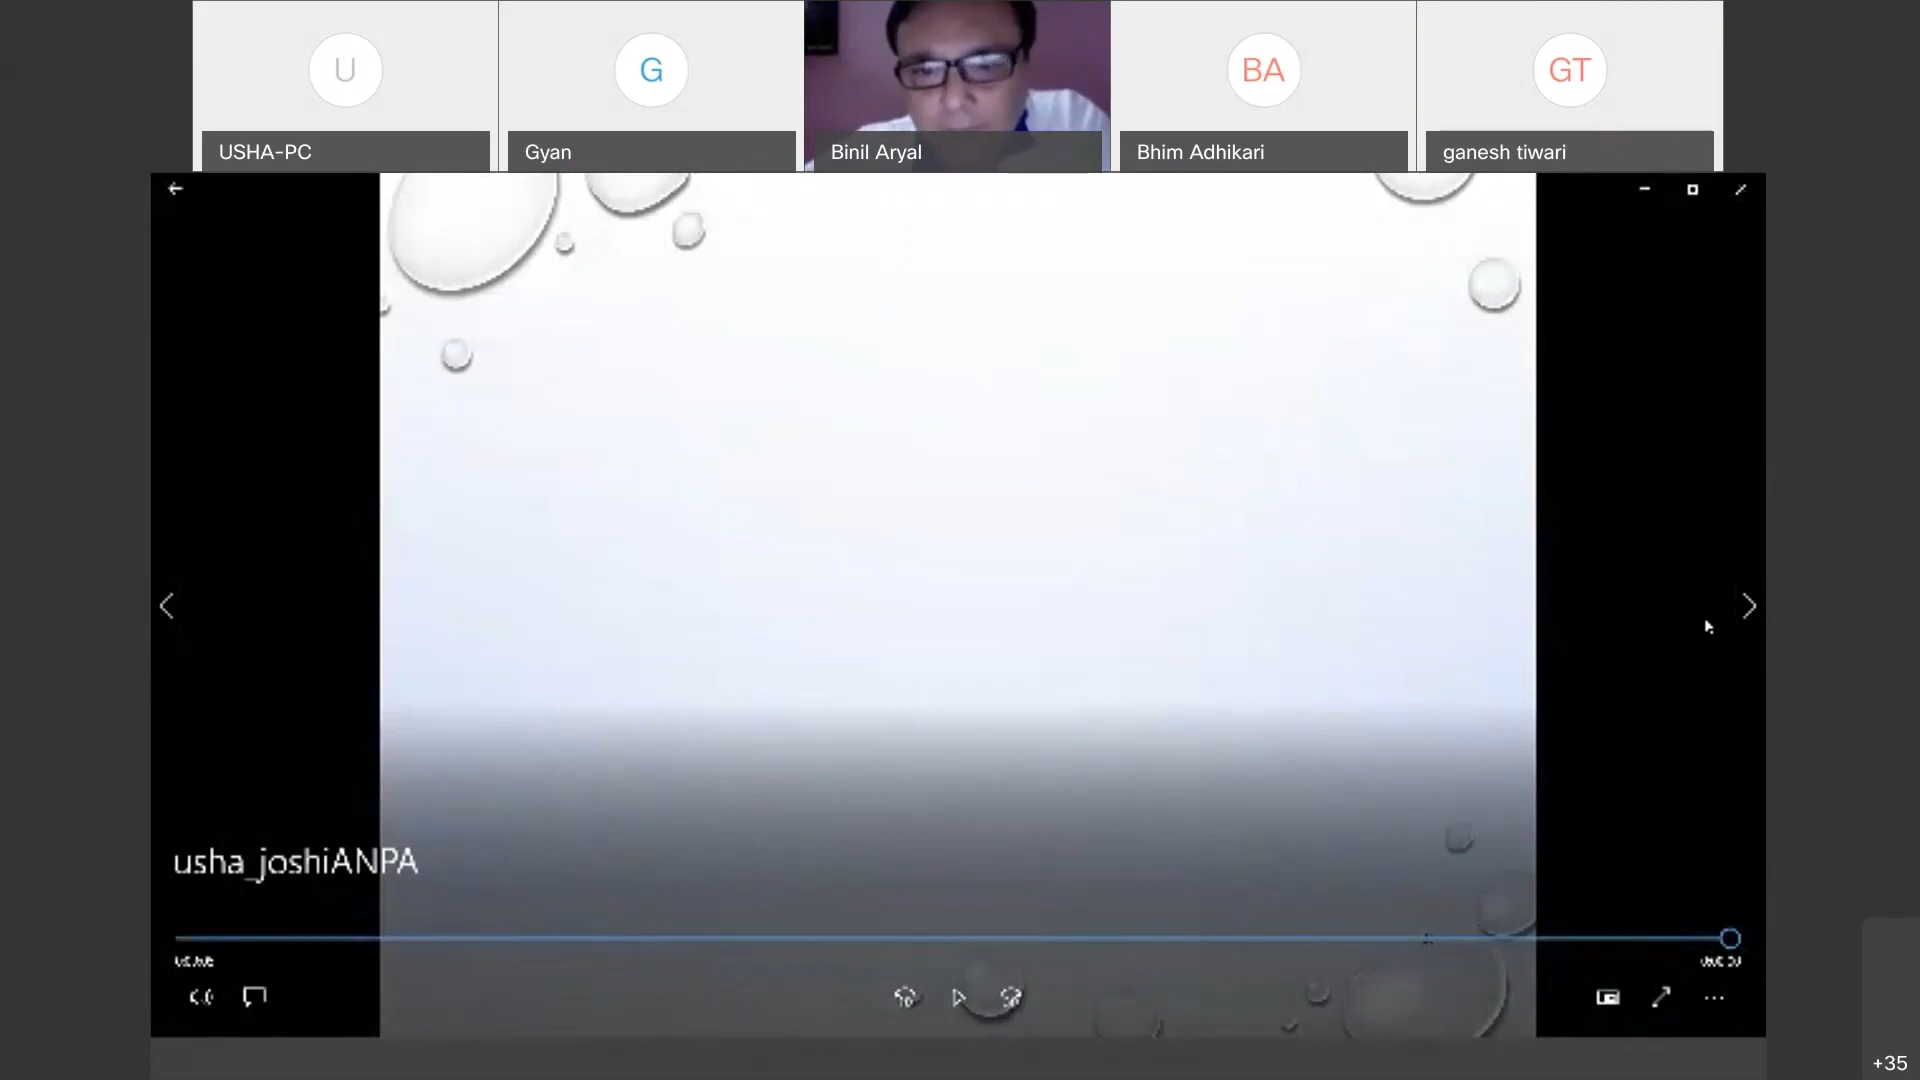 U
G
BA
GT
USHA-PC
Gyan
Binil Aryal
Bhim Adhikari
ganesh tiwari
usha_joshiANPA
+35